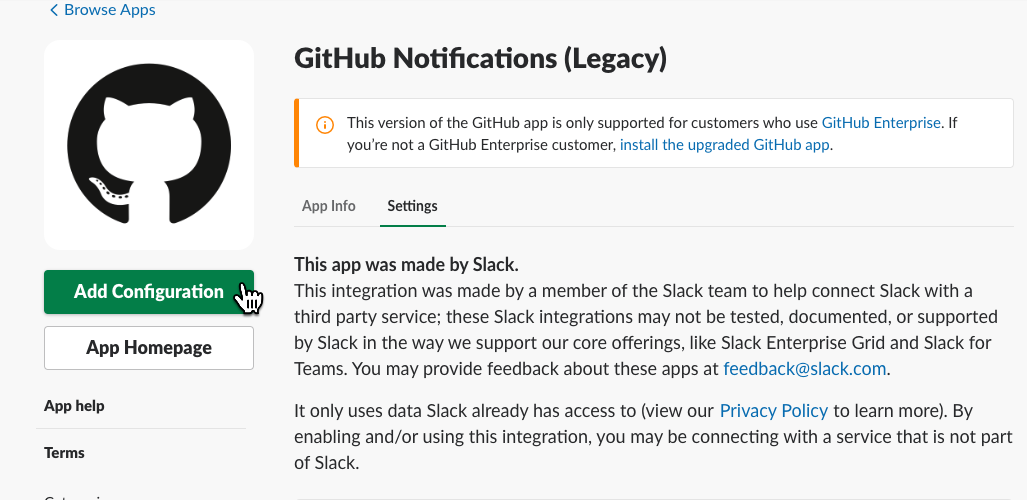 Browse Apps
GitHub Notifications (Legacy)
This version of the GitHub app is only supported for customers who use GitHub Enterprise. If
you're not a GitHub Enterprise customer, install the upgraded GitHub app.
App Info
Settings
Add Configuration
App Homepage
App help
Terms
This app was made by Slack.
This integration was made by a member of the Slack team to help connect Slack with a
third party service; these Slack integrations may not be tested, documented, or supported
by Slack in the way we support our core offerings, like Slack Enterprise Grid and Slack for
Teams. You may provide feedback about these apps at feedback@slack.com.
It only uses data Slack already has access to (view our Privacy Policy to learn more). By
enabling and/or using this integration, you may be connecting with a service that is not part
of Slack.